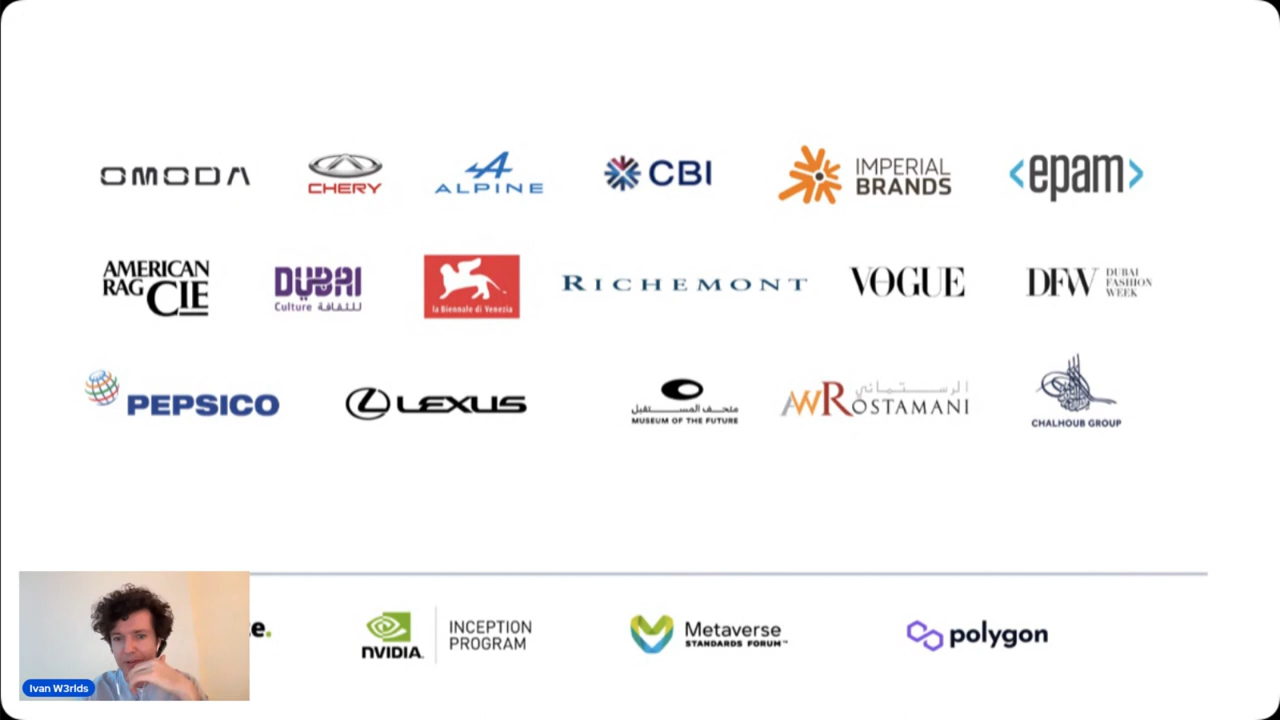 OMODA
CHERY
ALPINE
CBI
IMPERIAL
BRANDS
<epam>
AMERICAN
RAG CIE
DUBAI
Culture للثقافة
la Biennale di Venezia
RICHEMONT
VOGUE
DFW
DUBAI
FASHION
WEEK
PEPSICO
LEXUS
متحف المستقبل
MUSEUM OF THE FUTURE
الرستماني
AWROSTAMANI
CHALHOUB GROUP
e.
NVIDIA.
INCEPTION
PROGRAM
Metaverse
STANDARDS FORUM™
polygon
Ivan W3rlds